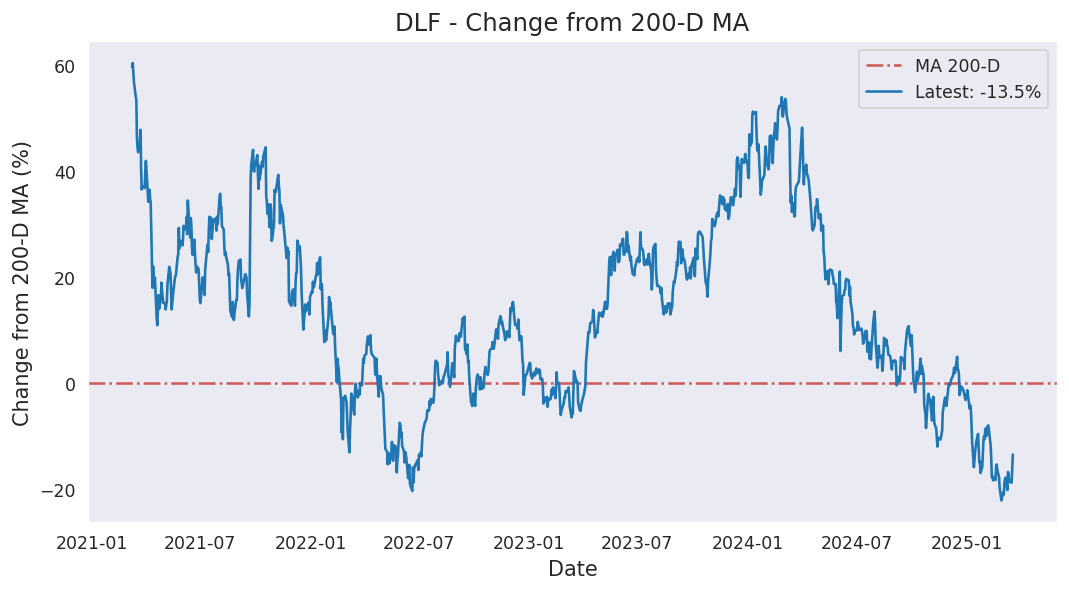 DLF - Change from 200-D MA
MA 200-D
Latest: -13.5%
Change from 200-D MA (%)
60
40
20
0
−20
2021-01 2021-07 2022-01 2022-07 2023-01 2023-07 2024-01 2024-07 2025-01
Date